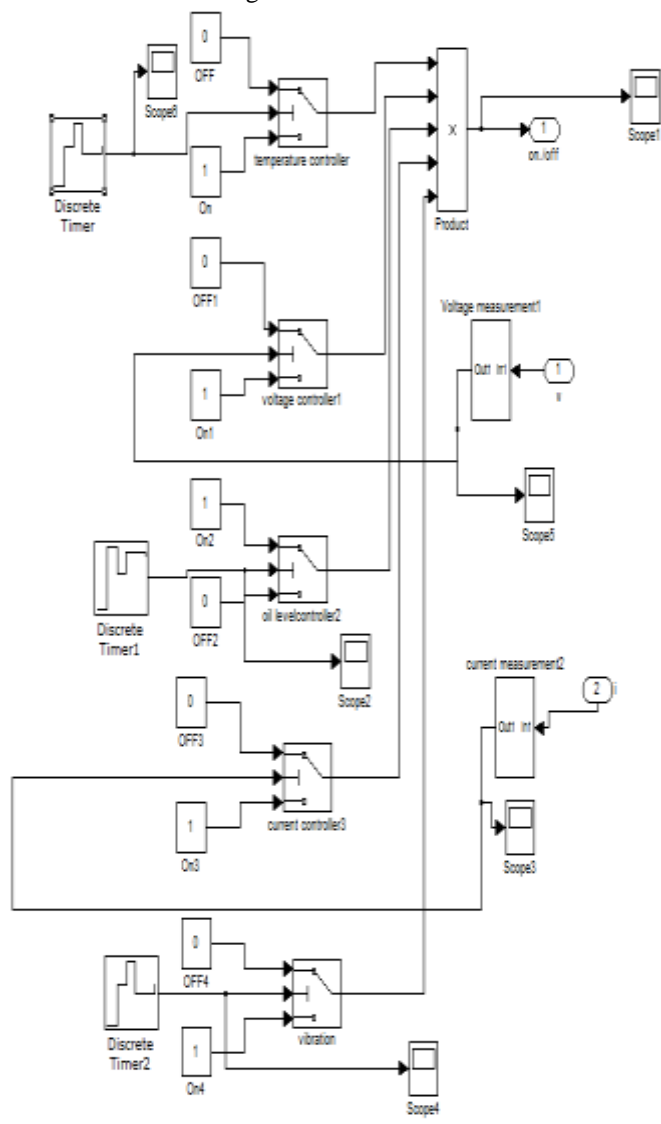 0
OFF
Scope6
Product
Scope1
1
on./off
X
temperature controller
Discrete
Timer
1
On
0
OFF1
Voltage measurement1
Out1 In1
1
v
voltage controller1
1
On1
Scope5
1
On2
oil levelcontroller2
Discrete
Timer1
0
OFF2
Scope2
current measurement2
Out1 In1
2
i
0
OFF3
current controller3
1
On3
Scope3
0
OFF4
vibration
Discrete
Timer2
1
On4
Scope4